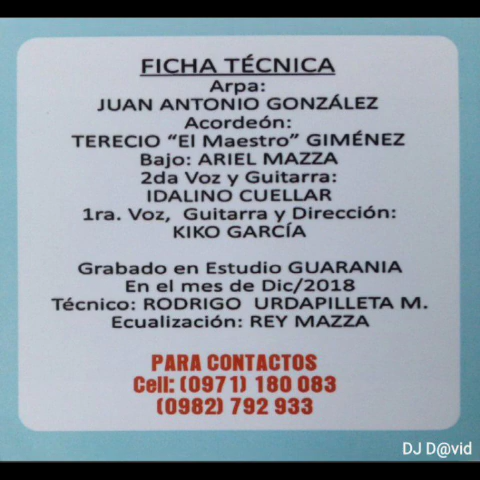 FICHA TÉCNICA
Arpa:
JUAN ANTONIO GONZÁLEZ
Acordeón:
TERECIO “El Maestro” GIMÉNEZ
Bajo: ARIEL MAZZA
2da Voz y Guitarra:
IDALINO CUELLAR
1ra. Voz, Guitarra y Dirección:
KIKO GARCÍA
Grabado en Estudio GUARANIA
En el mes de Dic/2018
Técnico: RODRIGO URDAPILLETA M.
Ecualización: REY MAZZA
PARA CONTACTOS
Cell: (0971) 180 083
(0982) 792 933
DJ D@vid